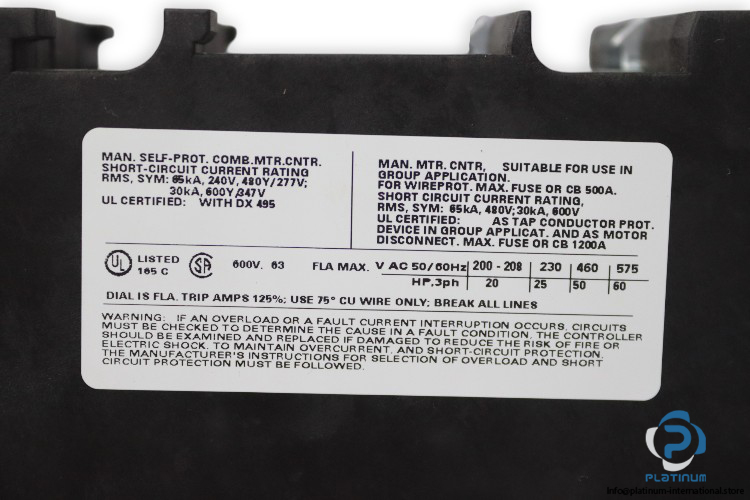 MAN. SELF-PROT. COMB.MTR.CNTR.
SHORT-CIRCUIT CURRENT RATING
RMS, SYM: 65kA, 240V, 480Y/277V;
30kA, 600Y/347V
UL CERTIFIED: WITH DX 495
MAN. MTR. CNTR, SUITABLE FOR USE IN
GROUP APPLICATION.
FOR WIREPROT. MAX. FUSE OR CB 500A.
SHORT CIRCUIT CURRENT RATING,
RMS, SYM: 65kA, 480V; 30kA, 600V
UL CERTIFIED: AS TAP CONDUCTOR PROT.
DEVICE IN GROUP APPLICAT. AND AS MOTOR
DISCONNECT. MAX. FUSE OR CB 1200A
UL LISTED
165 C
SA 600V. 63 FLA MAX. V AC 50/60Hz 200 - 208 230 460 575
HP.3ph 20 25 50 60
DIAL IS FLA. TRIP AMPS 125%; USE 75° CU WIRE ONLY; BREAK ALL LINES
WARNING: IF AN OVERLOAD OR A FAULT CURRENT INTERRUPTION OCCURS, CIRCUITS
MUST BE CHECKED TO DETERMINE THE CAUSE IN A FAULT CONDITION, THE CONTROLLER
SHOULD BE EXAMINED AND REPLACED IF DAMAGED TO REDUCE THE RISK OF FIRE OR
ELECTRIC SHOCK. TO MAINTAIN OVERCURRENT, AND SHORT-CIRCUIT PROTECTION,
THE MANUFACTURER'S INSTRUCTIONS FOR SELECTION OF OVERLOAD AND SHORT
CIRCUIT PROTECTION MUST BE FOLLOWED.
PLATINUM
Info@platinum-international.store